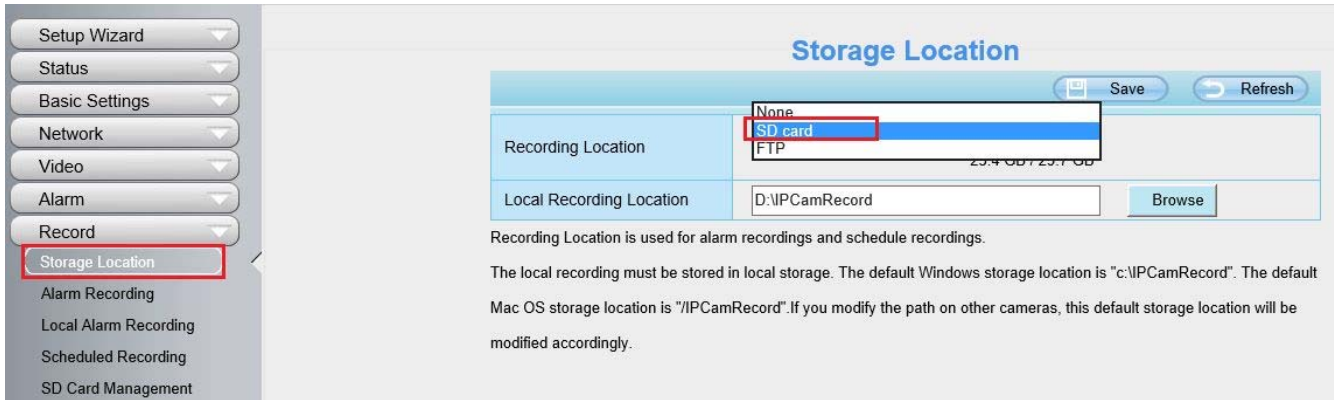 Setup Wizard
Status
Basic Settings
Network
Video
Alarm
Record
Storage Location
Alarm Recording
Local Alarm Recording
Scheduled Recording
SD Card Management
Storage Location
Save
Refresh
Recording Location
None
SD card
FTP
Local Recording Location
D:\IPCamRecord
Browse
Recording Location is used for alarm recordings and schedule recordings.
The local recording must be stored in local storage. The default Windows storage location is "c:\IPCamRecord". The default
Mac OS storage location is "/IPCamRecord".If you modify the path on other cameras, this default storage location will be
modified accordingly.